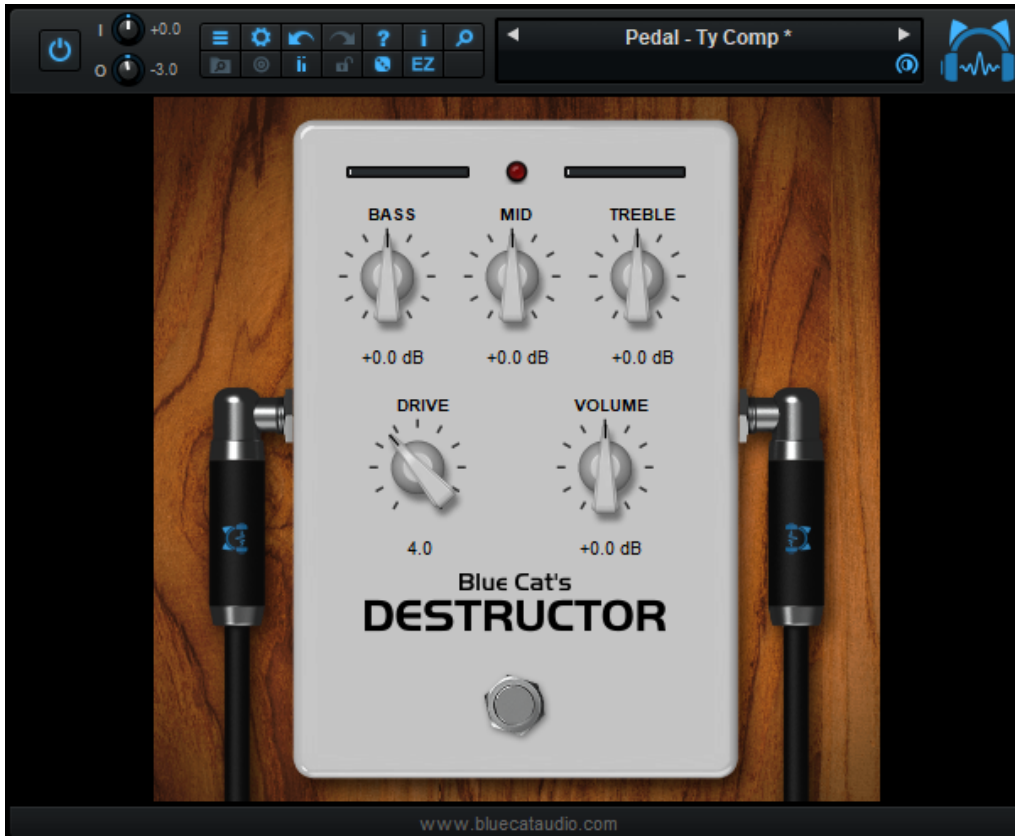 I +0.0
O -3.0
? i
EZ
Pedal - Ty Comp *
BASS MID TREBLE
+0.0 dB +0.0 dB +0.0 dB
DRIVE VOLUME
4.0 +0.0 dB
Blue Cat's
DESTRUCTOR
www.bluecataudio.com